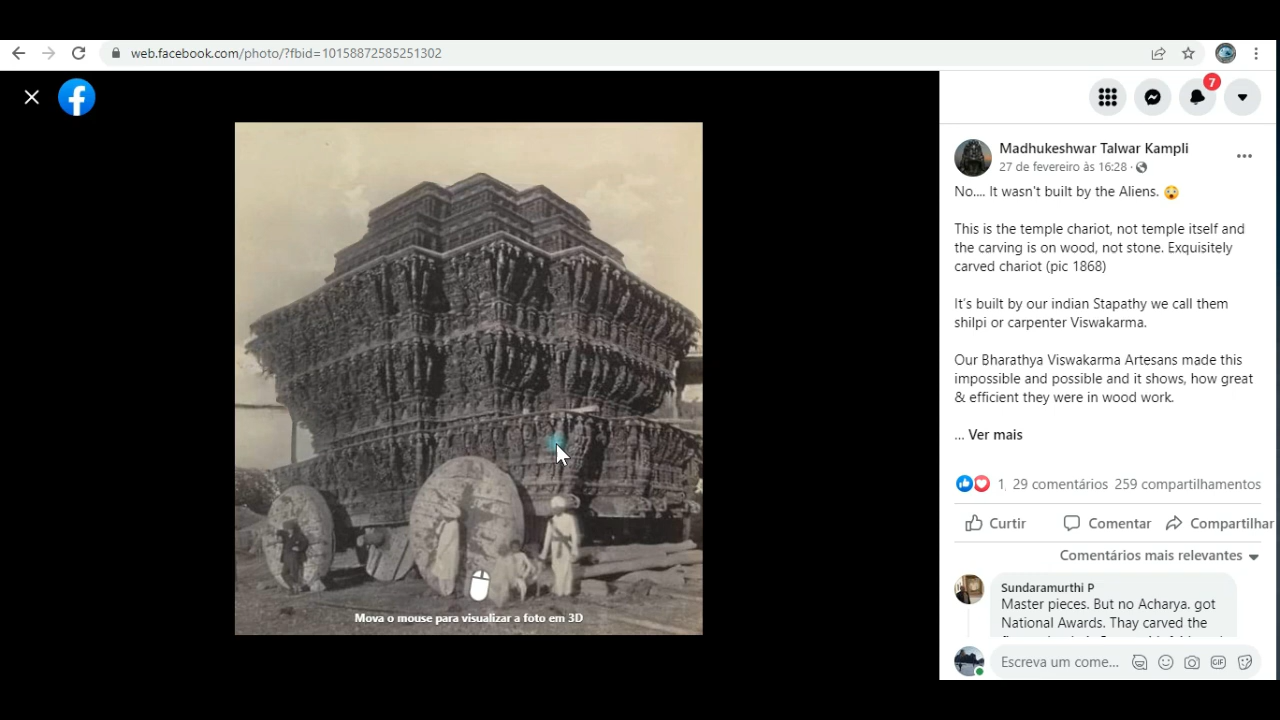 web.facebook.com/photo/?fbid=10158872585251302
7
Madhukeshwar Talwar Kampli
27 de fevereiro às 16:28 ·
No.... It wasn't built by the Aliens. 😲
This is the temple chariot, not temple itself and
the carving is on wood, not stone. Exquisitely
carved chariot (pic 1868)
It's built by our indian Stapathy we call them
shilpi or carpenter Viswakarma.
Our Bharathya Viswakarma Artesans made this
impossible and possible and it shows, how great
& efficient they were in wood work.
... Ver mais
1 29 comentários 259 compartilhamentos
Curtir Comentar Compartilhar
Comentários mais relevantes
Sundaramurthi P
Master pieces. But no Acharya. got
National Awards. Thay carved the
Escreva um come... GIF
Mova o mouse para visualizar a foto em 3D